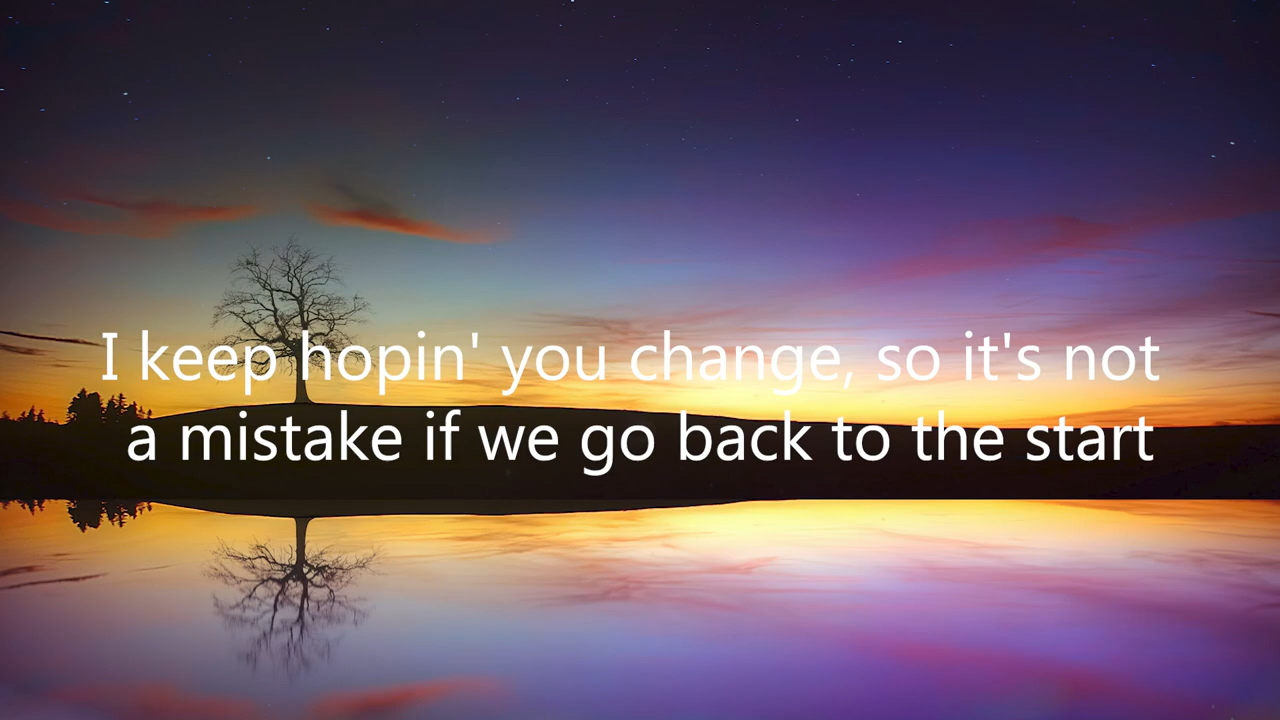 I keep hopin' you change, so it's not
a mistake if we go back to the start